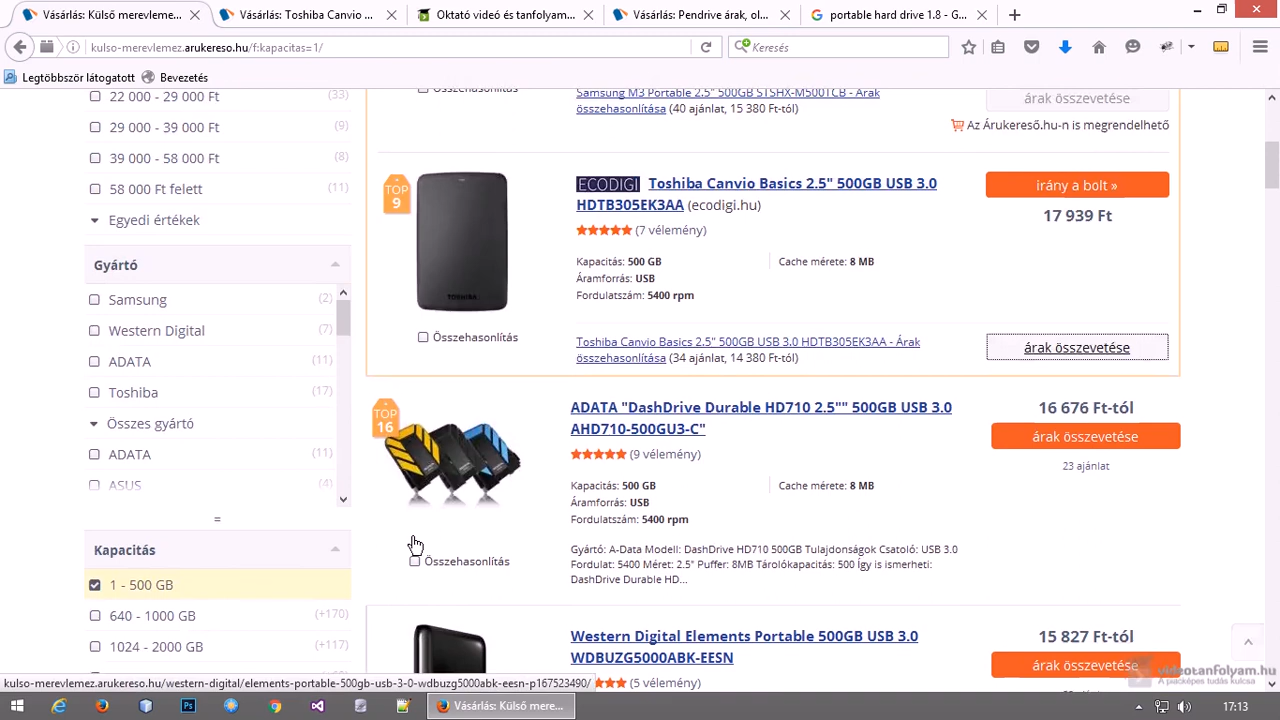 Vásárlás: Külső merevlemez...
Vásárlás: Toshiba Canvio ...
Oktató videó és tanfolyam...
Vásárlás: Pendrive árak, ol...
portable hard drive 1.8 - G...
kulso-merevlemez.arukereso.hu/f:kapacitas=1/
Keresés
Legtöbbször látogatott
Bevezetés
22 000 - 29 000 Ft (33)
29 000 - 39 000 Ft (9)
39 000 - 58 000 Ft (8)
58 000 Ft felett (11)
Egyedi értékek
Gyártó
Samsung (2)
Western Digital (7)
ADATA (11)
Toshiba (17)
Összes gyártó
ADATA (11)
ASUS (4)
=
Kapacitás
1 - 500 GB
640 - 1000 GB (+170)
1024 - 2000 GB (+117)
Összehasonlítás
Samsung M3 Portable 2.5" 500GB STSHX-M500TCB - Árak
összehasonlítása (40 ajánlat, 15 380 Ft-tól)
árak összevetése
Az Árukereső.hu-n is megrendelhető
TOP
9
TOSHIBA
ECODIGI Toshiba Canvio Basics 2.5" 500GB USB 3.0
HDTB305EK3AA (ecodigi.hu)
(7 vélemény)
irány a bolt »
17 939 Ft
Kapacitás: 500 GB
Cache mérete: 8 MB
Áramforrás: USB
Fordulatszám: 5400 rpm
Összehasonlítás
Toshiba Canvio Basics 2.5" 500GB USB 3.0 HDTB305EK3AA - Árak
összehasonlítása (34 ajánlat, 14 380 Ft-tól)
árak összevetése
TOP
16
ADATA "DashDrive Durable HD710 2.5"" 500GB USB 3.0
AHD710-500GU3-C"
(9 vélemény)
16 676 Ft-tól
árak összevetése
23 ajánlat
Kapacitás: 500 GB
Cache mérete: 8 MB
Áramforrás: USB
Fordulatszám: 5400 rpm
Gyártó: A-Data Modell: DashDrive HD710 500GB Tulajdonságok Csatoló: USB 3.0
Fordulat: 5400 Méret: 2.5" Puffer: 8MB Tárolókapacitás: 500 Így is ismerheti:
DashDrive Durable HD...
Összehasonlítás
Western Digital Elements Portable 500GB USB 3.0
WDBUZG5000ABK-EESN
(5 vélemény)
15 827 Ft-tól
árak összevetése
videotanfolyam.hu
A piacképes tudás kulcsa
kulso-merevlemez.arukereso.hu/western-digital/elements-portable-500gb-usb-3-0-wdbuzg5000abk-eesn-p167523490/
Vásárlás: Külső mere...
17:13